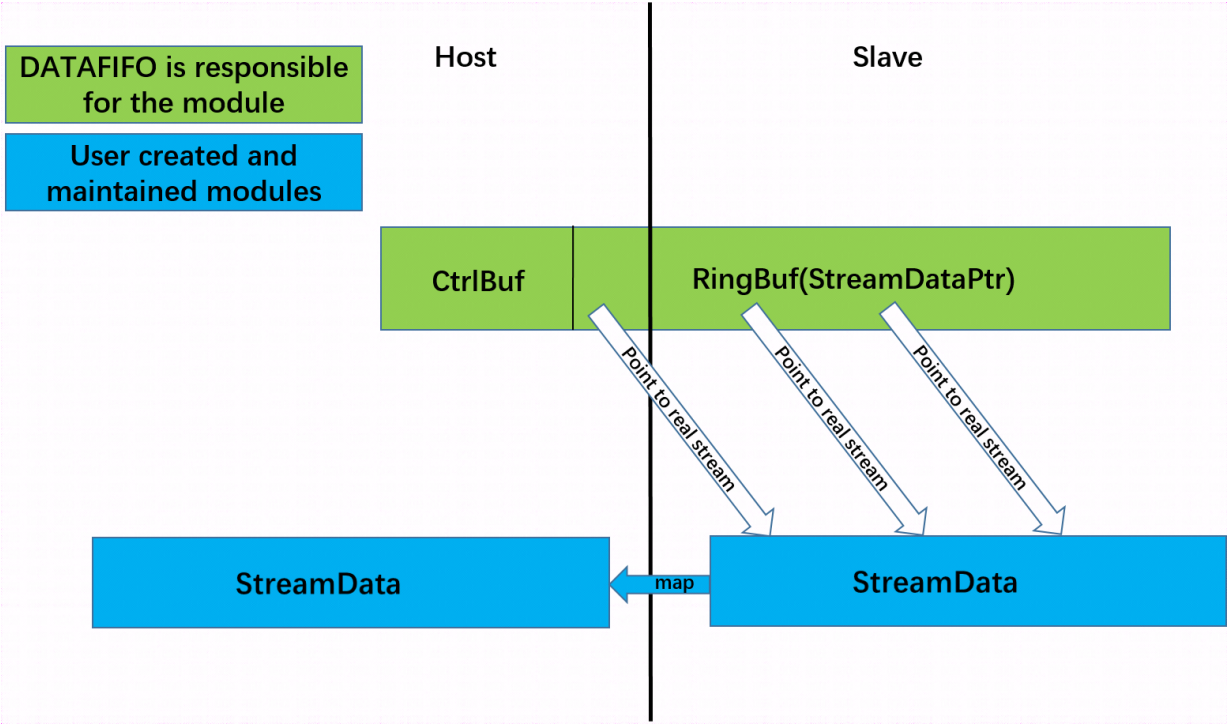 Host
Slave
DATAFIFO is responsible
for the module
User created and
maintained modules
CtrlBuf
RingBuf(StreamDataPtr)
Point to real stream
Point to real stream
Point to real stream
StreamData
map
StreamData